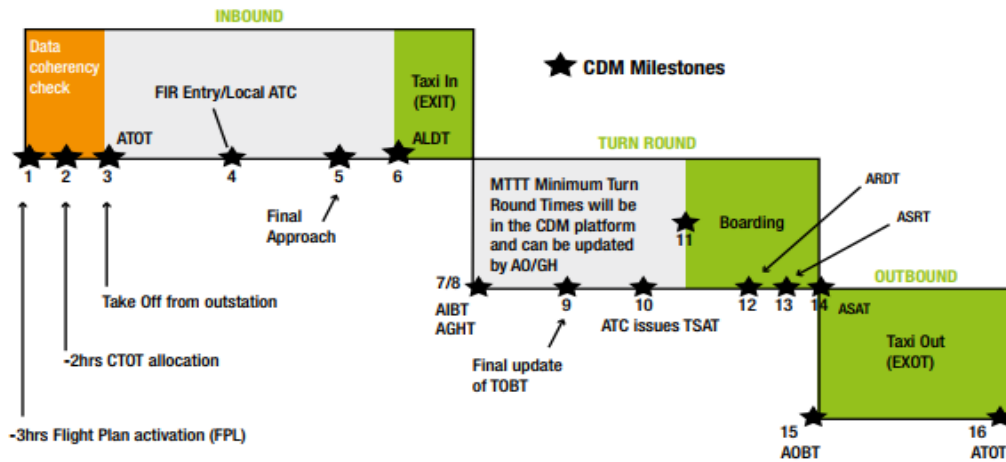 INBOUND
Data
coherency
check
Taxi In
(EXIT)
CDM Milestones
FIR Entry/Local ATC
ATOT
ALDT
1
2
3
4
5
6
TURN ROUND
Final
Approach
MTTT Minimum Turn
Round Times will be
in the CDM platform
and can be updated
by AO/GH
11
Boarding
ARDT
ASRT
OUTBOUND
7/8
AIBT
AGHT
9
10
12
13
14
ASAT
Take Off from outstation
ATC issues TSAT
Final update
of TOBT
-2hrs CTOT allocation
Taxi Out
(EXOT)
-3hrs Flight Plan activation (FPL)
15
AOBT
16
ATOT